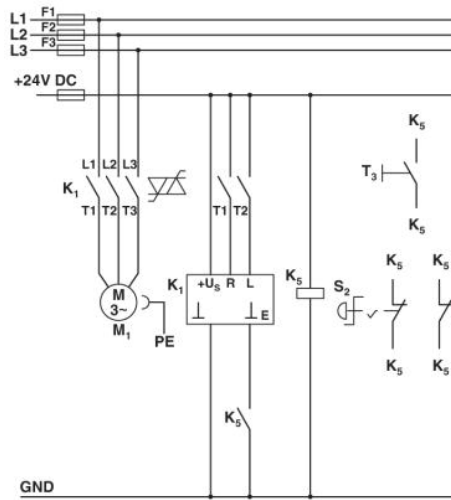 L1 F1
L2 F2
L3 F3
+24V DC
K5
L1 L2 L3
T3
K1
T1 T2 T3 T1 T2
K5
K1 +US R L
K5 S2 K5 K5
M
3~
E
M1
PE
K5 K5
K5
GND